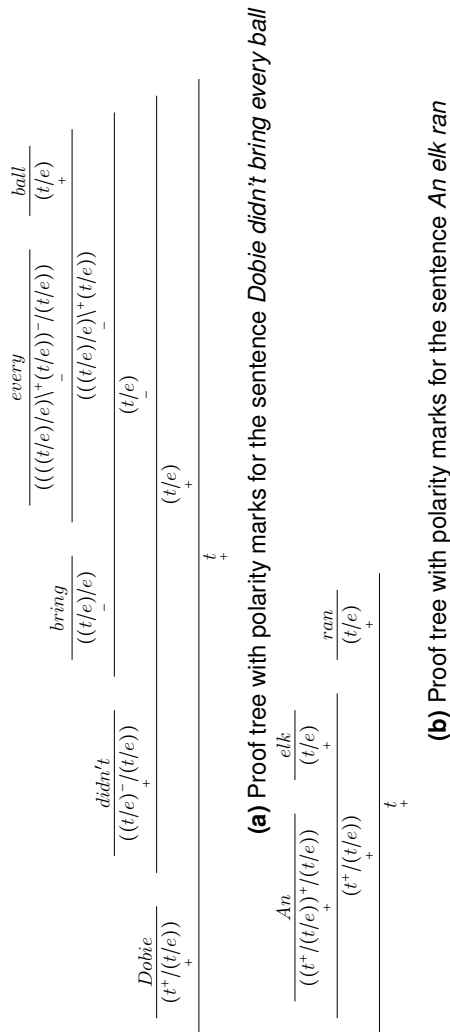 every ball
((((t/e)/e)\⁺(t/e))⁻/(t/e)) (t/e)
− +
bring
((t/e)/e) (((t/e)/e)\⁺(t/e))
− −
didn't
((t/e)⁻/(t/e)) (t/e)
+ −
Dobie
(t⁺/(t/e)) (t/e)
+ +
t
+
(a) Proof tree with polarity marks for the sentence Dobie didn't bring every ball
An elk
((t⁺/(t/e))⁺/(t/e)) (t/e)
+ +
ran
(t⁺/(t/e)) (t/e)
+ +
t
+
(b) Proof tree with polarity marks for the sentence An elk ran